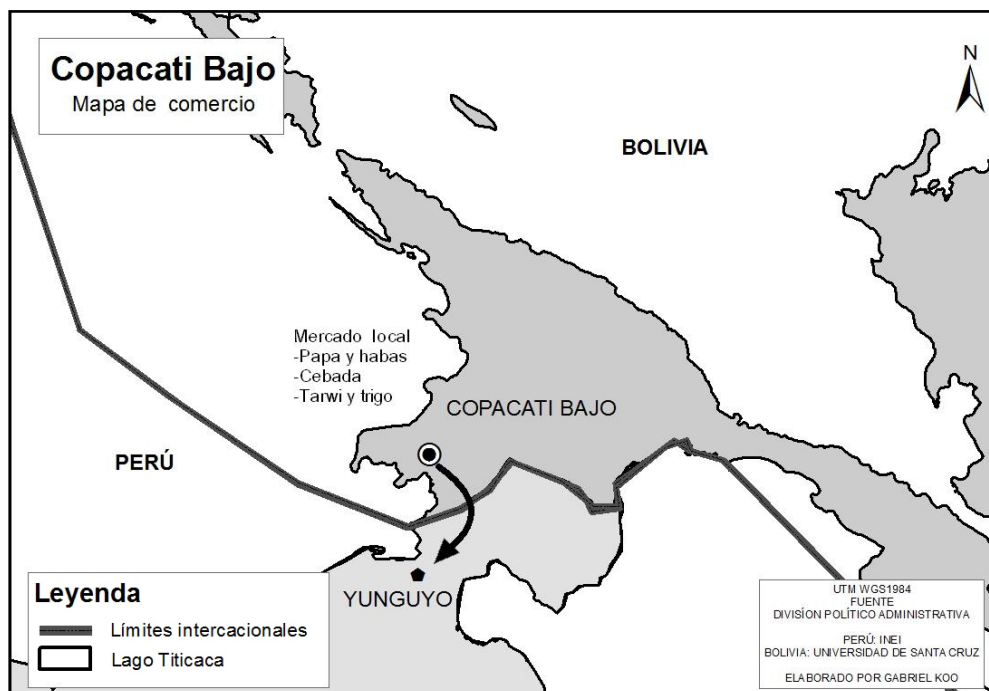 Copacati Bajo
Mapa de comercio
N
BOLIVIA
Mercado local
-Papa y habas
-Cebada
-Tarwi y trigo
COPACATI BAJO
PERÚ
YUNGUYO
Leyenda
Límites intercacionales
Lago Titicaca
UTM WGS1984
FUENTE
DIVISÍON POLÍTICO ADMINISTRATIVA
PERÚ: INEI
BOLIVIA: UNIVERSIDAD DE SANTA CRUZ
ELABORADO POR GABRIEL KOO